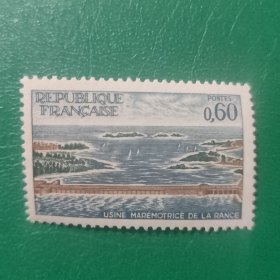 REPUBLIQUE
FRANÇAISE
POSTES
0,60
USINE MARÉMOTRICE DE LA RANCE